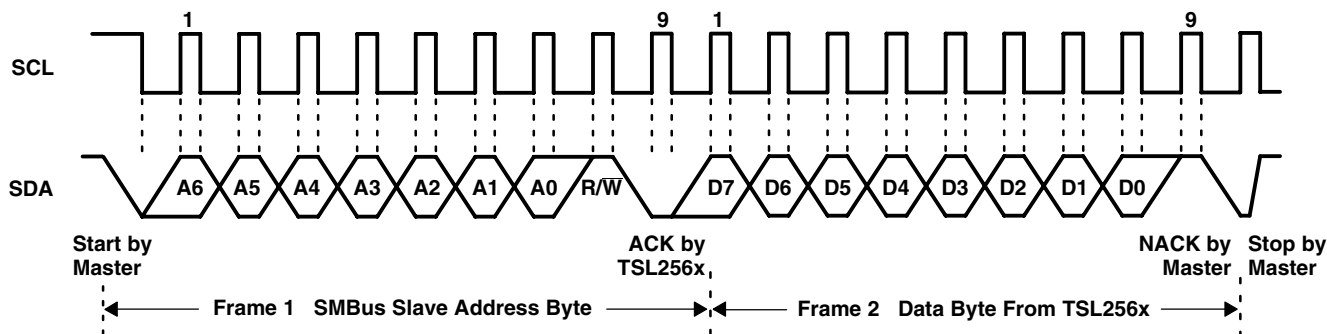 1 9 1 9
SCL
SDA A6 A5 A4 A3 A2 A1 A0 R/W̅ D7 D6 D5 D4 D3 D2 D1 D0
Start by Master
ACK by TSL256x
NACK by Master
Stop by Master
Frame 1 SMBus Slave Address Byte
Frame 2 Data Byte From TSL256x